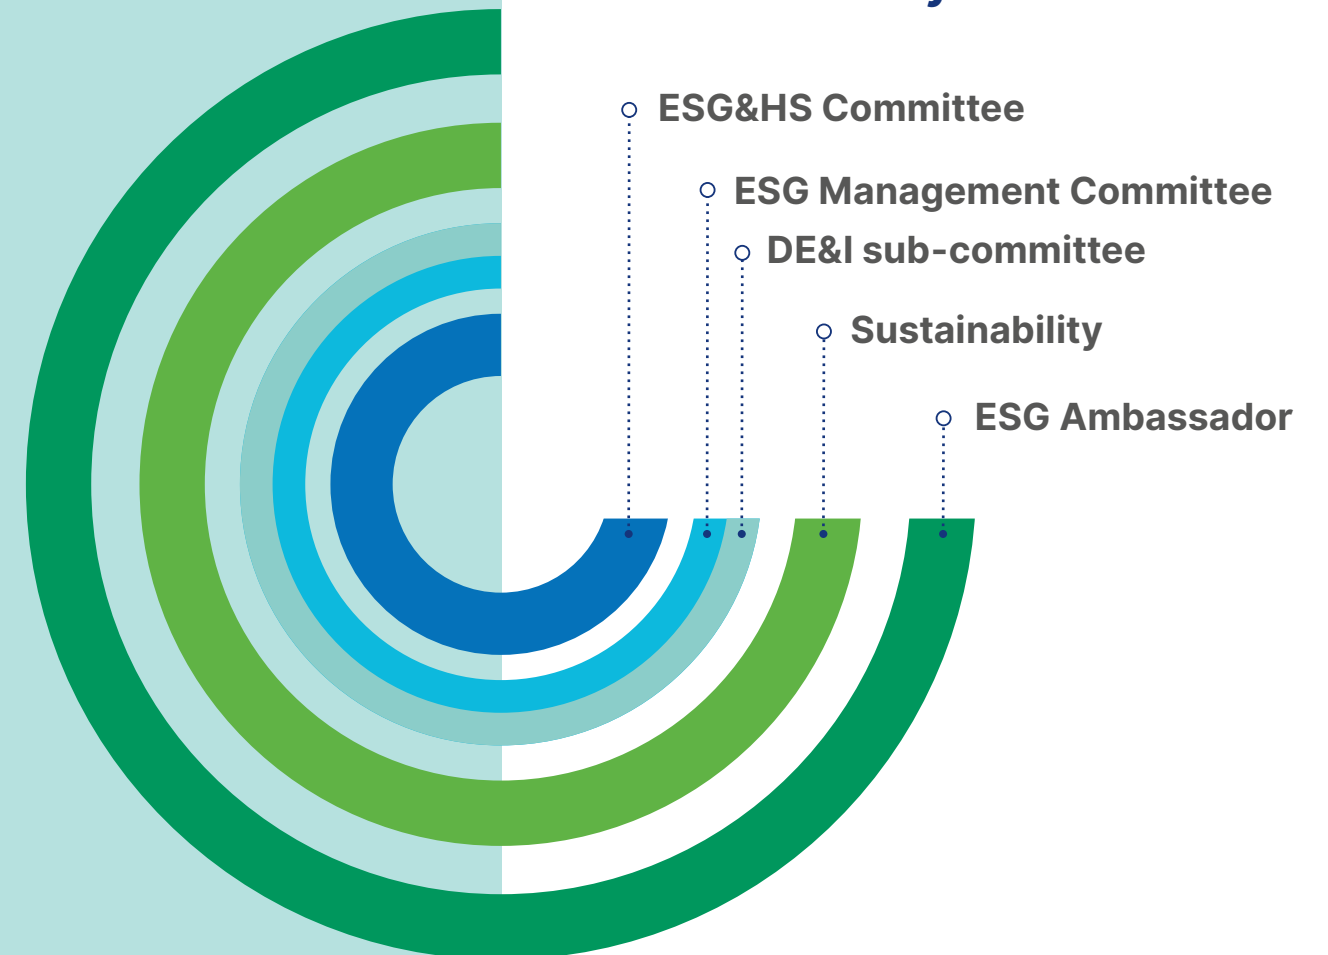 ESG&HS Committee
ESG Management Committee
DE&I sub-committee
Sustainability
ESG Ambassador